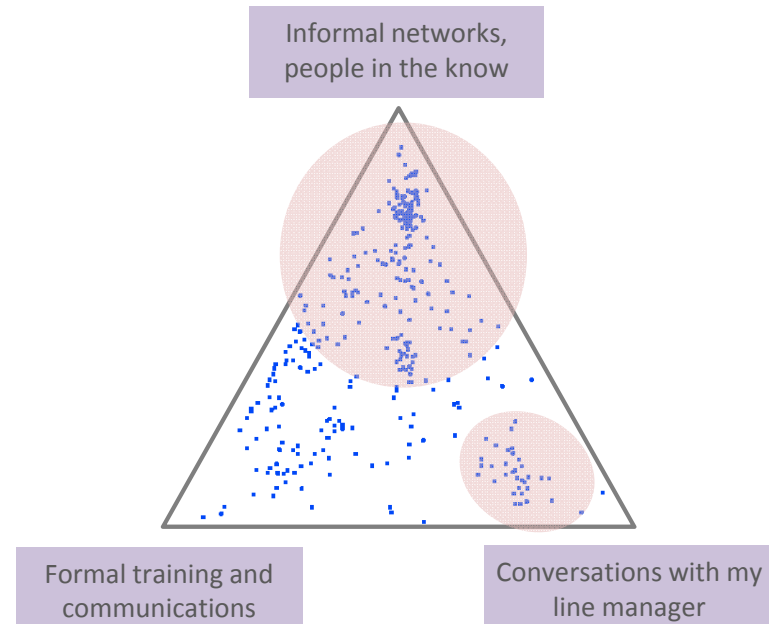 Informal networks,
people in the know
Formal training and
communications
Conversations with my
line manager